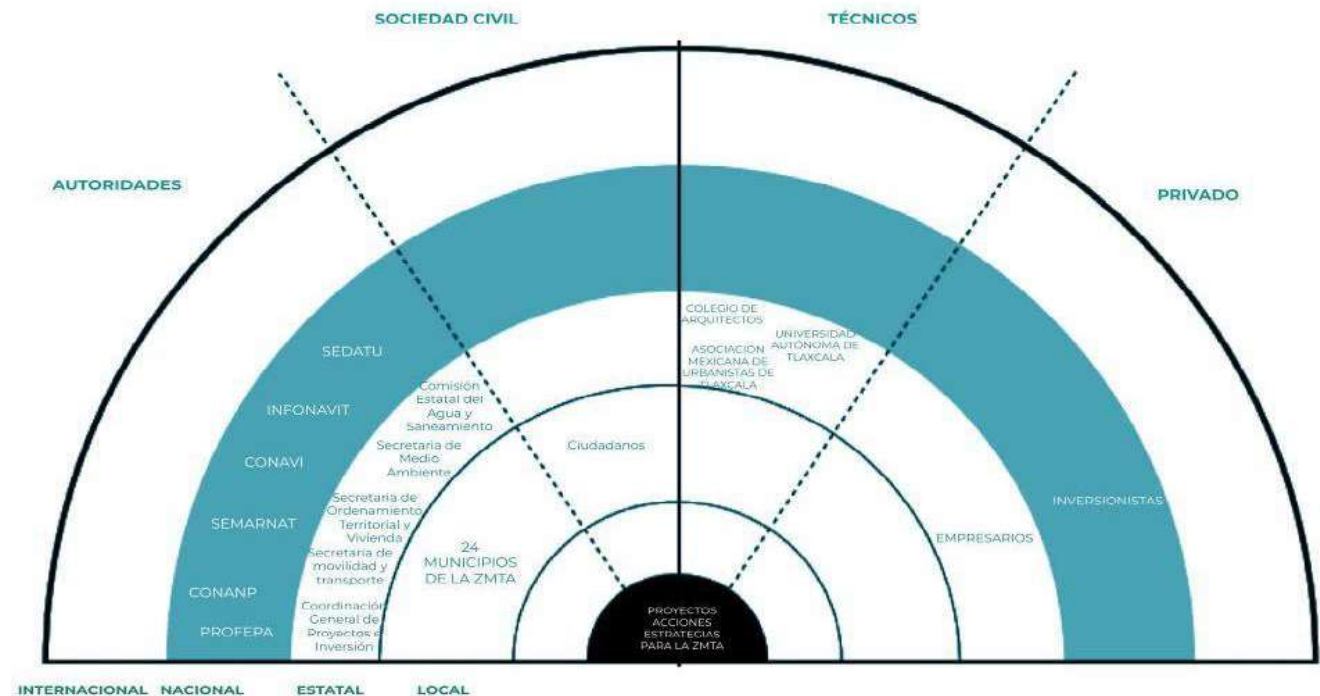 SOCIEDAD CIVIL
TÉCNICOS
AUTORIDADES
PRIVADO
SEDATU
INFONAVIT
CONAVI
SEMARNAT
CONANP
PROFEPA
Comisión
Estatal del
Agua y
Saneamiento
Secretaria de
Medio
Ambiente
Secretaria de
Ordenamiento
Territorial y
Vivienda
Secretaría de
movilidad y
transporte
Coordinación
General de
Proyectos e
Inversión
24
MUNICIPIOS
DE LA ZMTA
Ciudadanos
COLEGIO DE
ARQUITECTOS
ASOCIACIÓN
MEXICANA DE
URBANISTAS DE
TLAXCALA
UNIVERSIDAD
AUTÓNOMA DE
TLAXCALA
EMPRESARIOS
INVERSIONISTAS
PROYECTOS
ACCIONES
ESTRATEGIAS
PARA LA ZMTA
INTERNACIONAL NACIONAL ESTATAL LOCAL